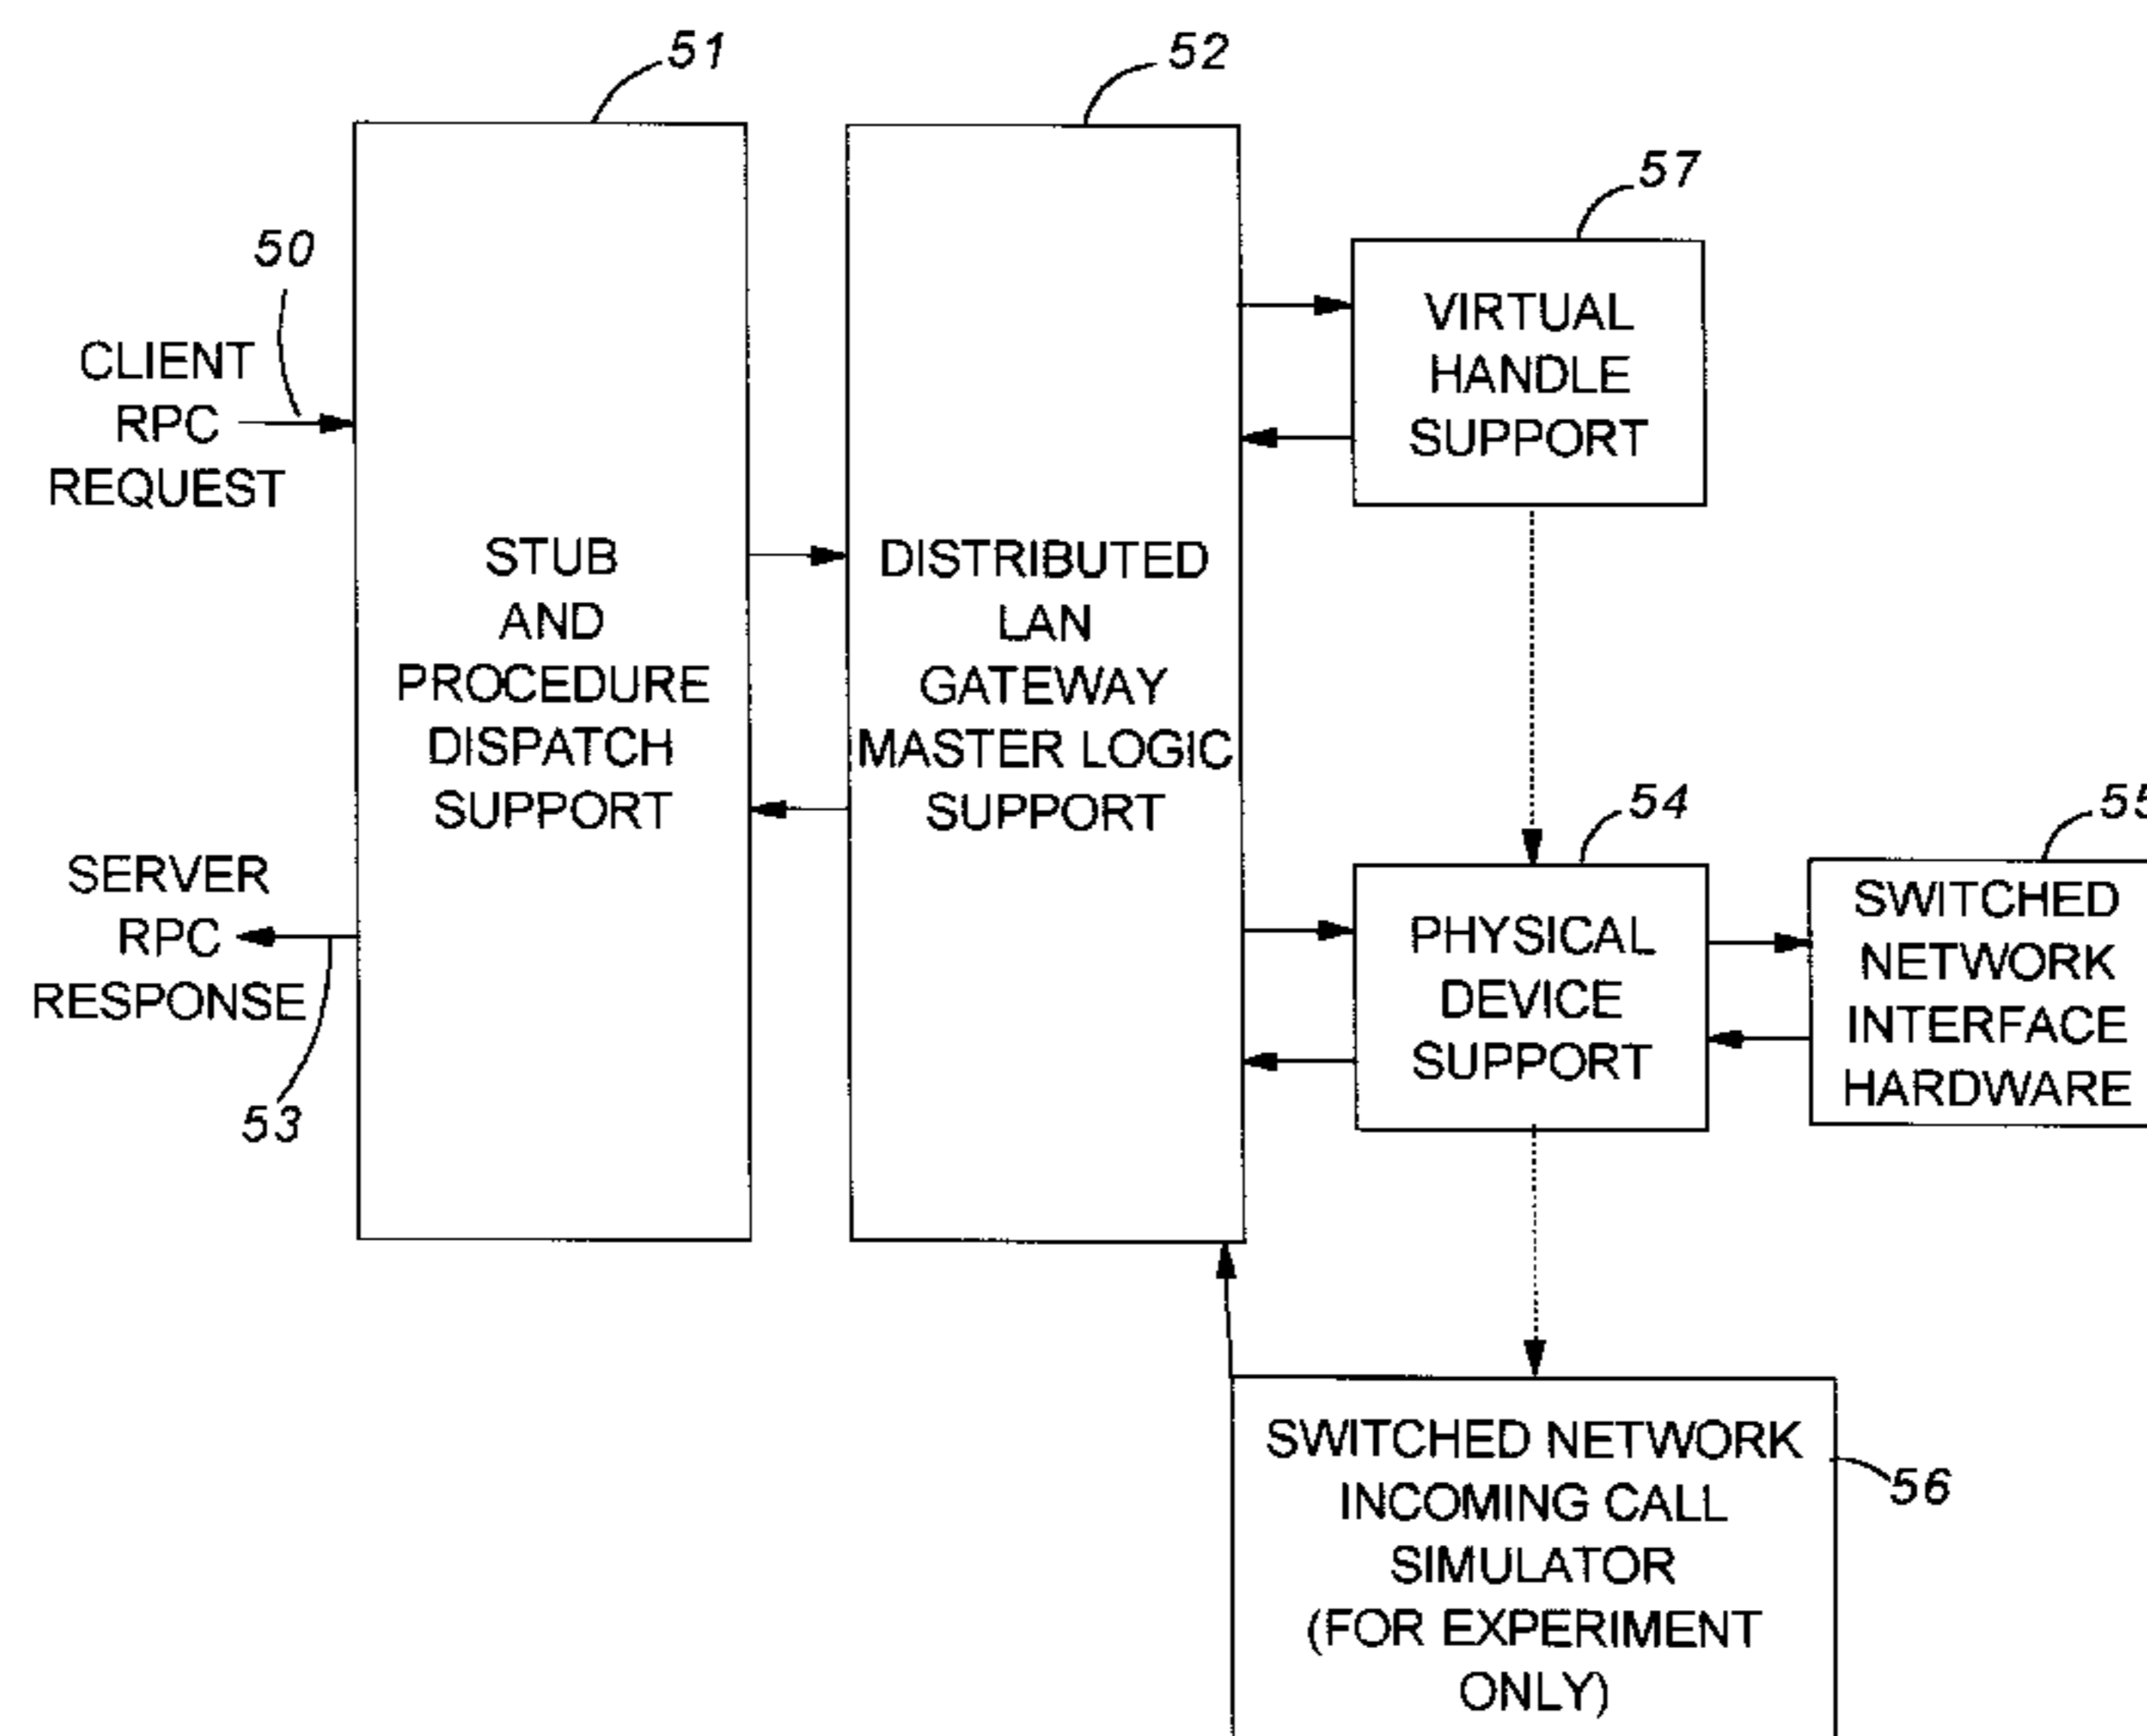 51
52
57
50
CLIENT
RPC
REQUEST
VIRTUAL
HANDLE
SUPPORT
STUB
AND
PROCEDURE
DISPATCH
SUPPORT
DISTRIBUTED
LAN
GATEWAY
MASTER LOGIC
SUPPORT
54
55
SERVER
RPC
RESPONSE
53
PHYSICAL
DEVICE
SUPPORT
SWITCHED
NETWORK
INTERFACE
HARDWARE
SWITCHED NETWORK
INCOMING CALL
SIMULATOR
(FOR EXPERIMENT
ONLY)
56